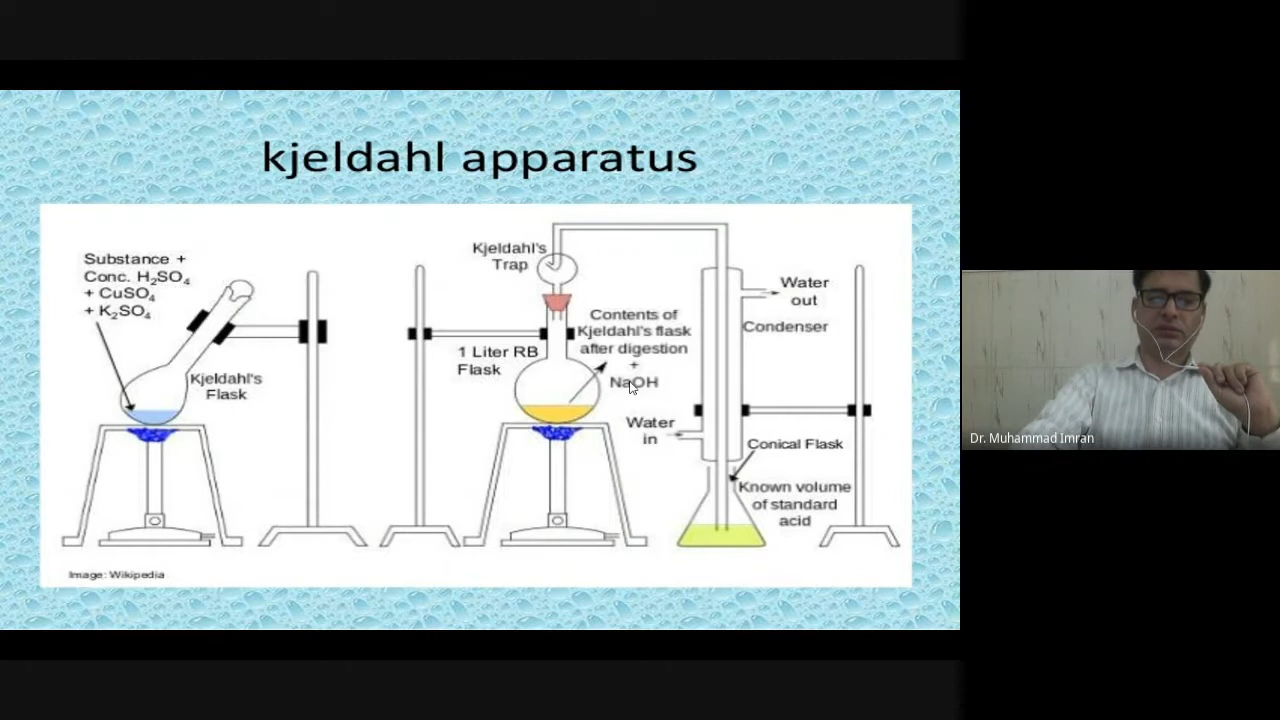 kjeldahl apparatus
Substance +
Conc. H₂SO₄
+ CuSO₄
+ K₂SO₄
Kjeldahl's
Flask
Kjeldahl's
Trap
1 Liter RB
Flask
Contents of
Kjeldahl's flask
after digestion
+
NaOH
Water
in
Water
out
Condenser
Conical Flask
Known volume
of standard
acid
Image: Wikipedia
Dr. Muhammad Imran